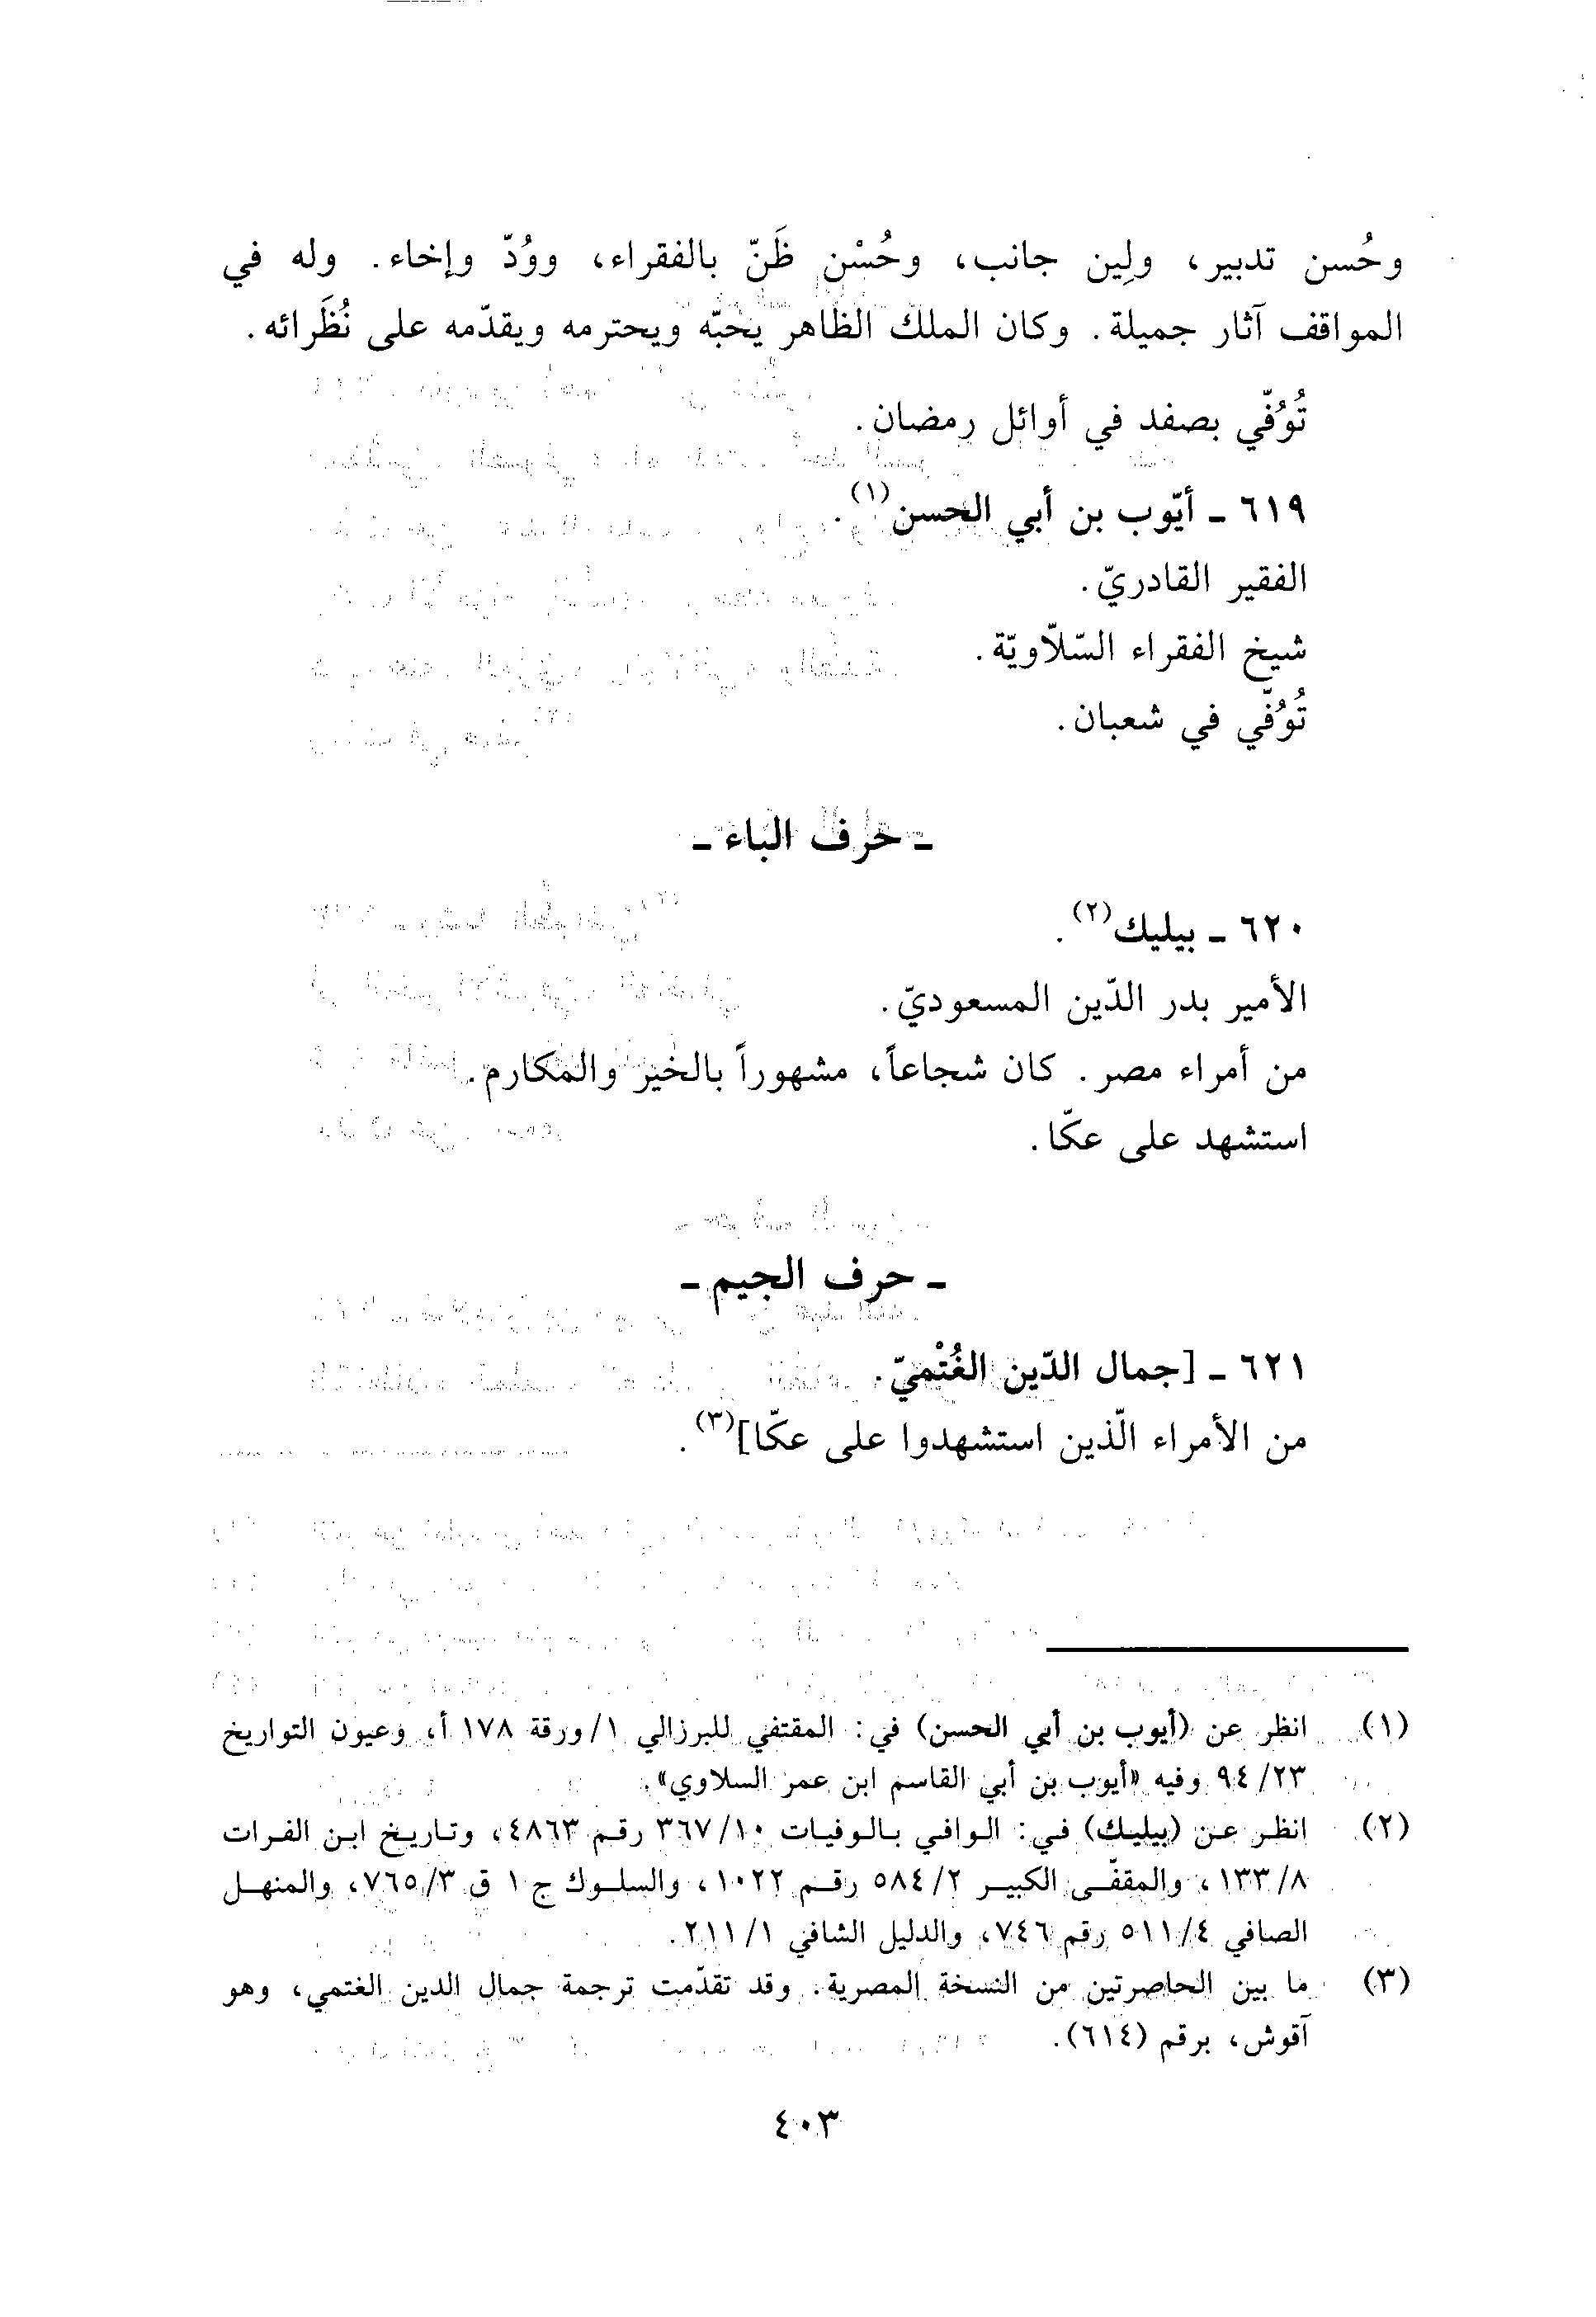 وحُسن تدبير، ولِين جانب، وحُسْن ظَنّ بالفقراء، ووُدّ وإخاء. وله في
المواقف آثار جميلة. وكان الملك الظاهر يحبّه ويحترمه ويقدّمه على نُظَرائه.
تُوُفّي بصفد في أوائل رمضان.
٦١٩ ـ أيّوب بن أبي الحسن(١).
الفقير القادريّ.
شيخ الفقراء السّلاّويّة.
تُوُفّي في شعبان.
ـ حرف الباء ـ
٦٢٠ ـ بيليك(٢).
الأمير بدر الدّين المسعوديّ.
من أمراء مصر. كان شجاعاً، مشهوراً بالخير والمكارم.
استشهد على عكّا.
ـ حرف الجيم ـ
٦٢١ ـ [جمال الدّين الغُتْميّ.
من الأمراء الّذين استشهدوا على عكّا](٣).
(١) انظر عن (أيوب بن أبي الحسن) في: المقتفي للبرزالي ١/ورقة ١٧٨ أ، وعيون التواريخ
٢٣/ ٩٤ وفيه «أيوب بن أبي القاسم ابن عمر السلاوي».
(٢) انظر عن (بيليك) في: الوافي بالوفيات ١٠/ ٣٦٧ رقم ٤٨٦٣، وتاريخ ابن الفرات
٨/ ١٣٣، والمقفّى الكبير ٢/ ٥٨٤ رقم ١٠٢٢، والسلوك ج ١ ق ٣/ ٧٦٥، والمنهل
الصافي ٤/ ٥١١ رقم ٧٤٦، والدليل الشافي ١/ ٢١١.
(٣) ما بين الحاصرتين من النسخة المصرية. وقد تقدّمت ترجمة جمال الدين الغتمي، وهو
آقوش، برقم (٦١٤).
٤٠٣